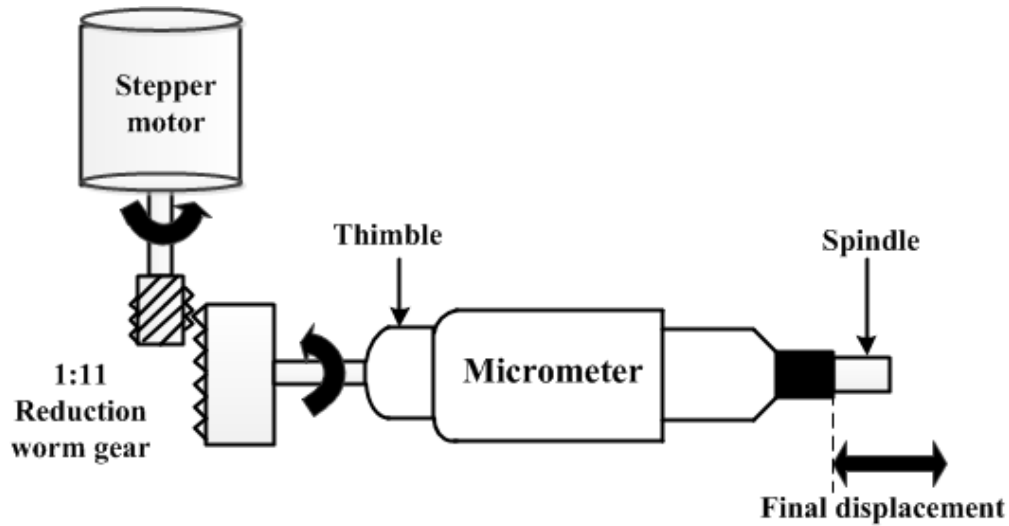 Stepper
motor
Thimble
Spindle
Micrometer
1:11
Reduction
worm gear
Final displacement